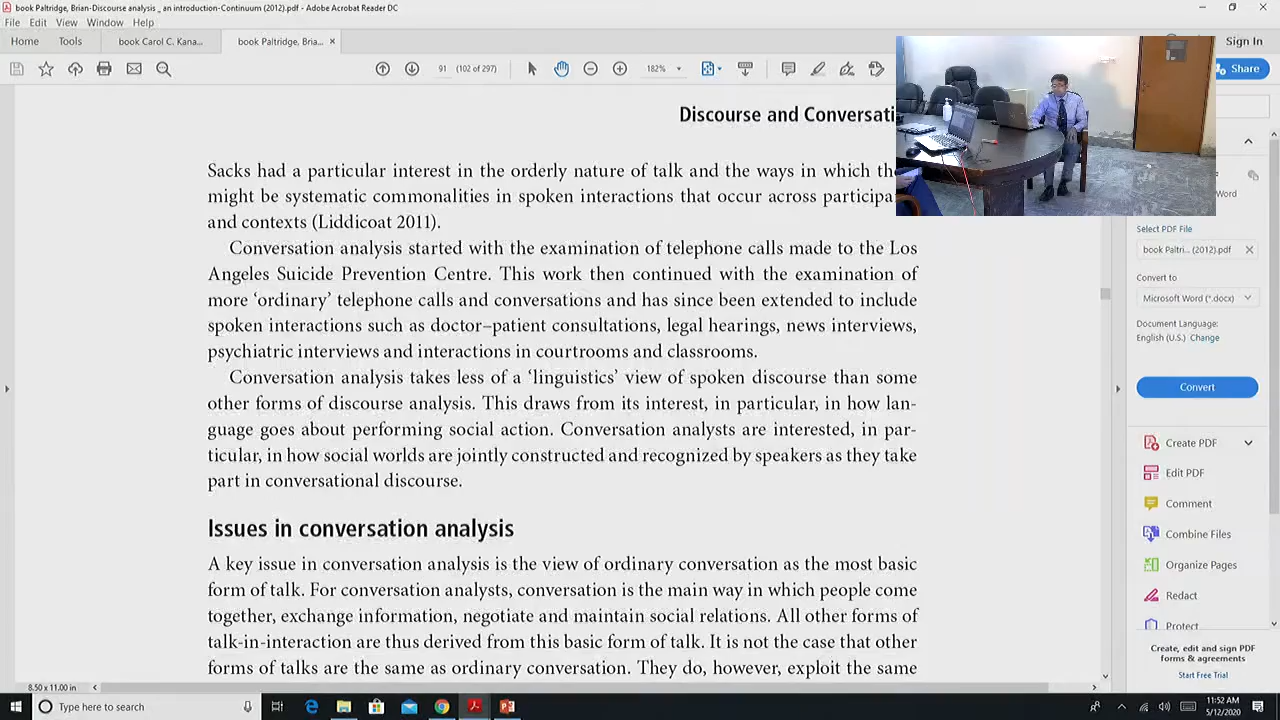 book Paltridge, Brian-Discourse analysis _ an introduction-Continuum (2012).pdf - Adobe Acrobat Reader DC
File Edit View Window Help
Home Tools book Carol C. Kana... book Paltridge, Bria... × Sign In
91 (102 of 297) 182% Share
Discourse and Conversati
Sacks had a particular interest in the orderly nature of talk and the ways in which the
might be systematic commonalities in spoken interactions that occur across participa
and contexts (Liddicoat 2011).
Conversation analysis started with the examination of telephone calls made to the Los
Angeles Suicide Prevention Centre. This work then continued with the examination of
more ‘ordinary’ telephone calls and conversations and has since been extended to include
spoken interactions such as doctor–patient consultations, legal hearings, news interviews,
psychiatric interviews and interactions in courtrooms and classrooms.
Conversation analysis takes less of a ‘linguistics’ view of spoken discourse than some
other forms of discourse analysis. This draws from its interest, in particular, in how lan-
guage goes about performing social action. Conversation analysts are interested, in par-
ticular, in how social worlds are jointly constructed and recognized by speakers as they take
part in conversational discourse.
Issues in conversation analysis
A key issue in conversation analysis is the view of ordinary conversation as the most basic
form of talk. For conversation analysts, conversation is the main way in which people come
together, exchange information, negotiate and maintain social relations. All other forms of
talk-in-interaction are thus derived from this basic form of talk. It is not the case that other
forms of talks are the same as ordinary conversation. They do, however, exploit the same
Word
Select PDF File
book Paltri... (2012).pdf
Convert to
Microsoft Word (*.docx)
Document Language:
English (U.S.) Change
Convert
Create PDF
Edit PDF
Comment
Combine Files
Organize Pages
Redact
Protect
Create, edit and sign PDF
forms & agreements
Start Free Trial
8.50 x 11.00 in
Type here to search
11:52 AM
5/12/2020